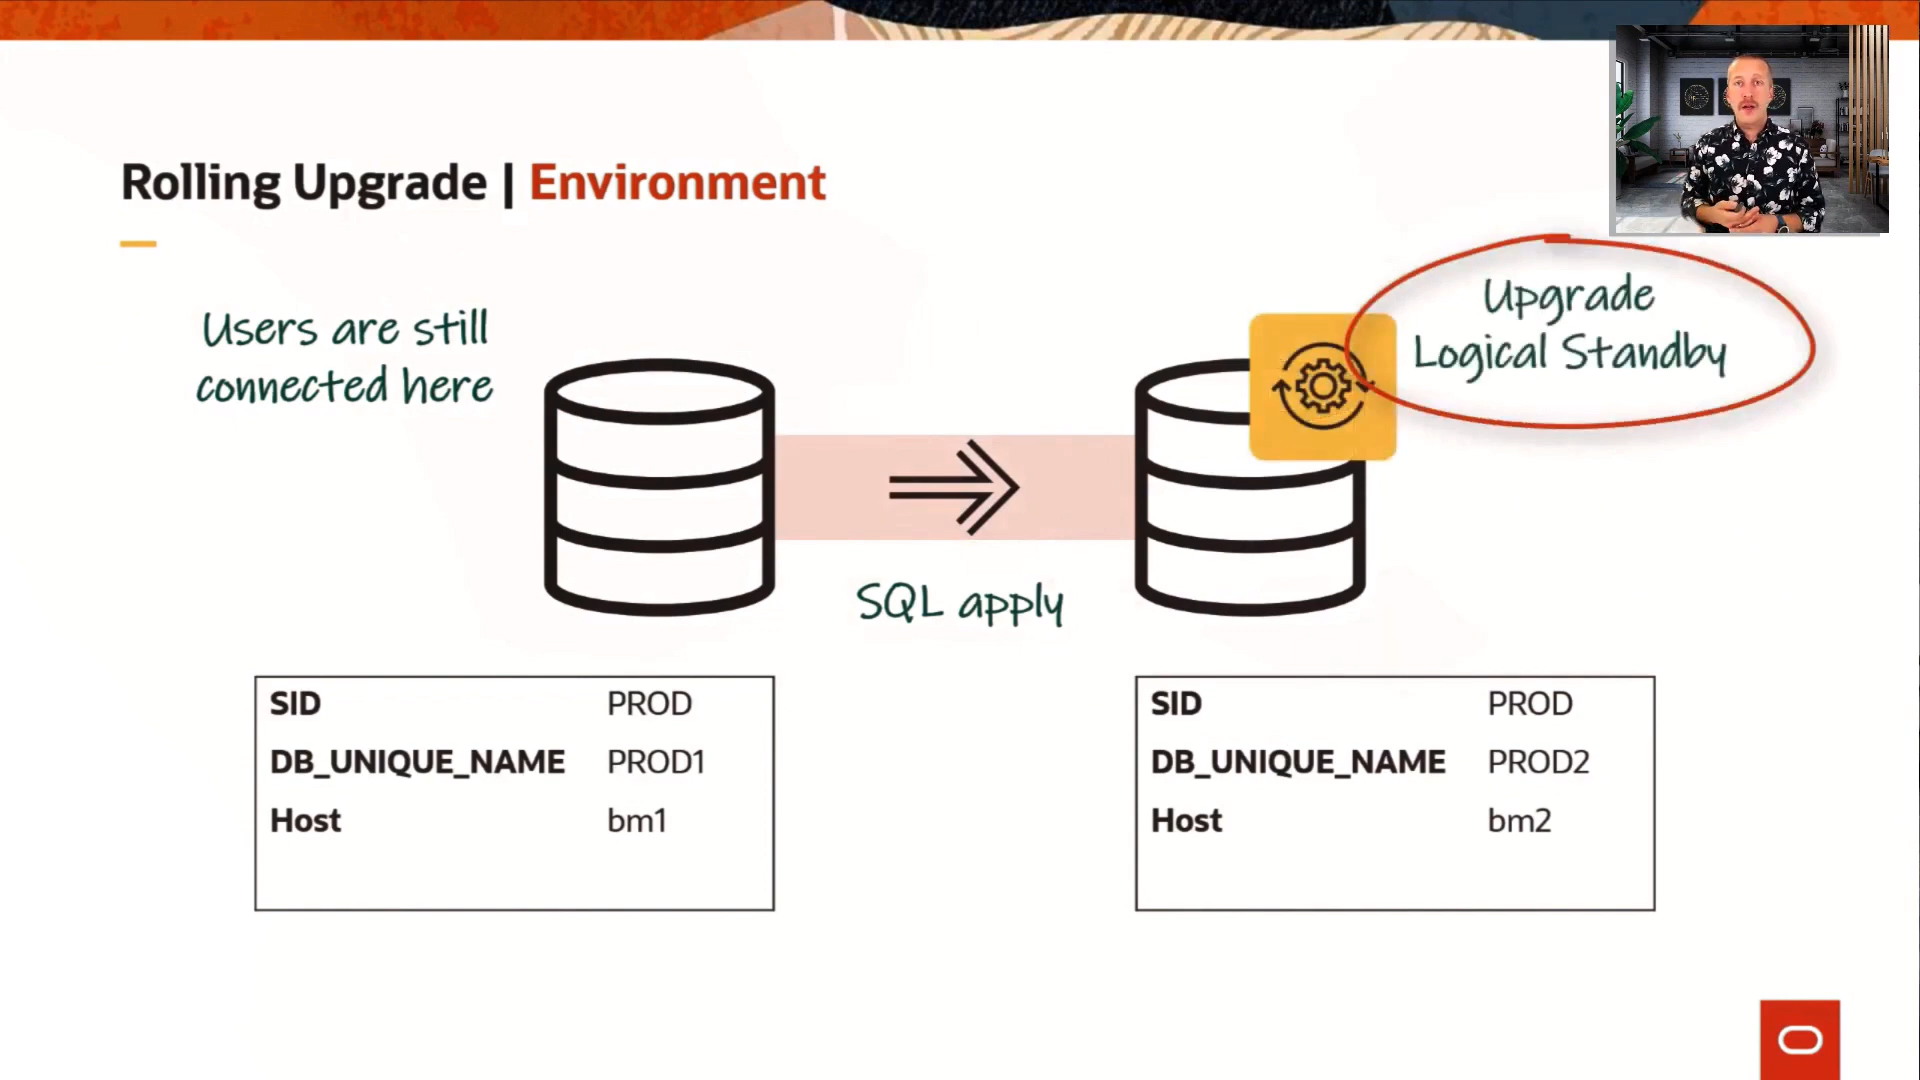 Rolling Upgrade | Environment
Users are still
connected here
Upgrade
Logical Standby
SQL apply
SID PROD
DB_UNIQUE_NAME PROD1
Host bm1
SID PROD
DB_UNIQUE_NAME PROD2
Host bm2